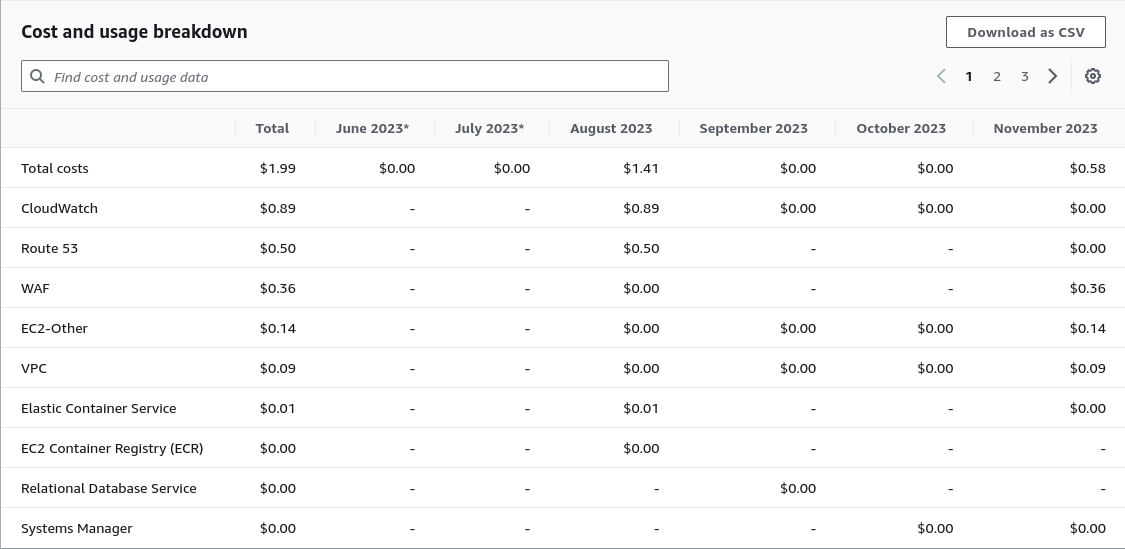 Cost and usage breakdown
Download as CSV
Find cost and usage data
1 2 3
Total June 2023* July 2023* August 2023 September 2023 October 2023 November 2023
Total costs $1.99 $0.00 $0.00 $1.41 $0.00 $0.00 $0.58
CloudWatch $0.89 - - $0.89 $0.00 $0.00 $0.00
Route 53 $0.50 - - $0.50 - - $0.00
WAF $0.36 - - $0.00 - - $0.36
EC2-Other $0.14 - - $0.00 $0.00 $0.00 $0.14
VPC $0.09 - - $0.00 $0.00 $0.00 $0.09
Elastic Container Service $0.01 - - $0.01 - - $0.00
EC2 Container Registry (ECR) $0.00 - - $0.00 - - -
Relational Database Service $0.00 - - - $0.00 - -
Systems Manager $0.00 - - - - $0.00 $0.00